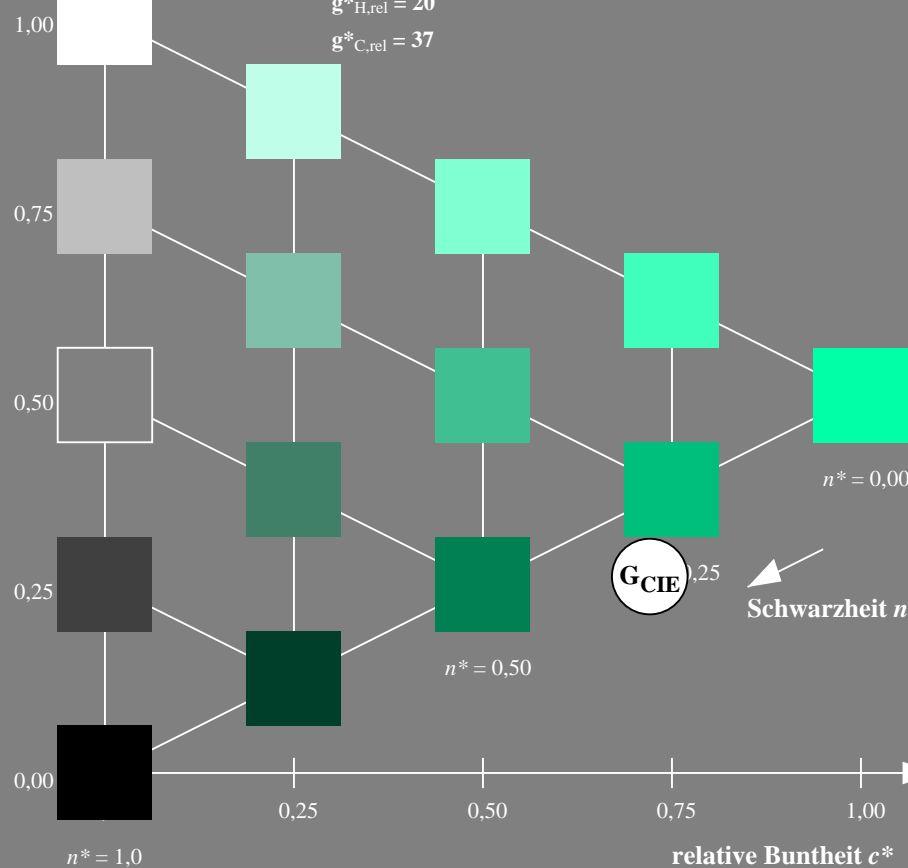 g*H,rel = 20
1,00
g*C,rel = 37
0,75
0,50
n* = 0,00
0,25
GCIE
0,25
Schwarzheit n
n* = 0,50
0,00
0,25
0,50
0,75
1,00
n* = 1,0
relative Buntheit c*